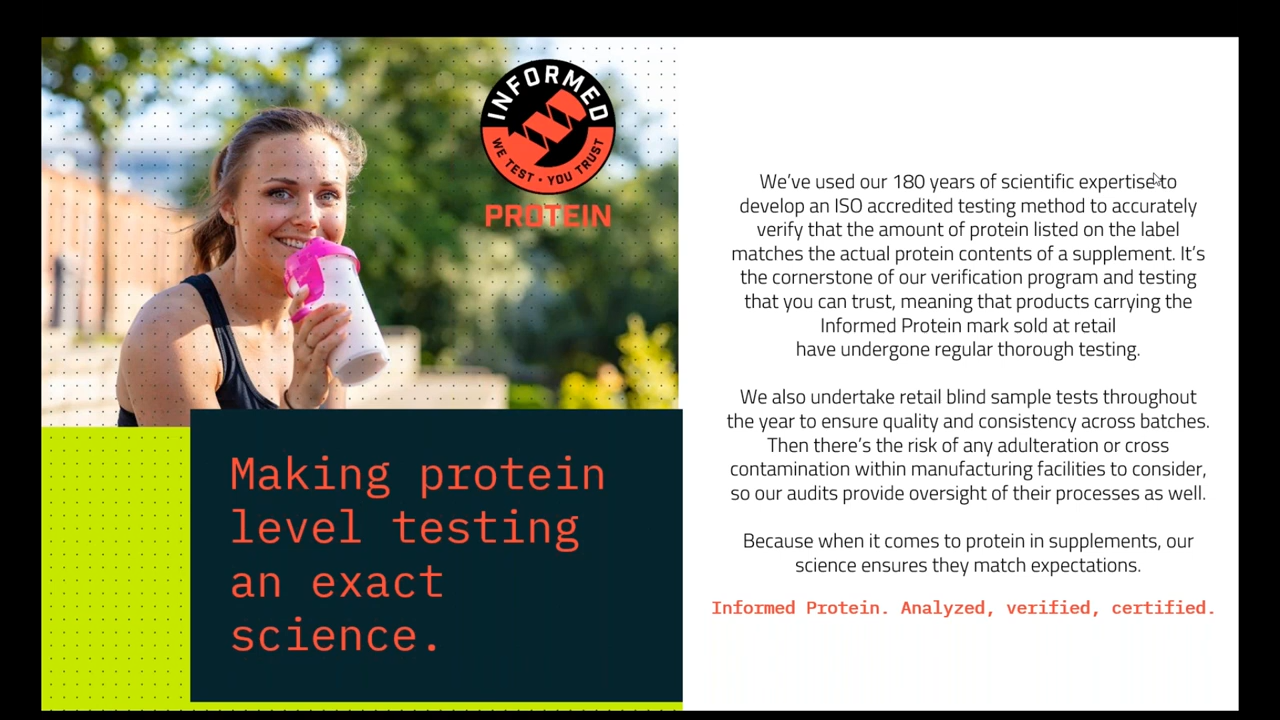 INFORMED
WE TEST • YOU TRUST
PROTEIN
Making protein
level testing
an exact
science.
We’ve used our 180 years of scientific expertise to
develop an ISO accredited testing method to accurately
verify that the amount of protein listed on the label
matches the actual protein contents of a supplement. It’s
the cornerstone of our verification program and testing
that you can trust, meaning that products carrying the
Informed Protein mark sold at retail
have undergone regular thorough testing.
We also undertake retail blind sample tests throughout
the year to ensure quality and consistency across batches.
Then there’s the risk of any adulteration or cross
contamination within manufacturing facilities to consider,
so our audits provide oversight of their processes as well.
Because when it comes to protein in supplements, our
science ensures they match expectations.
Informed Protein. Analyzed, verified, certified.